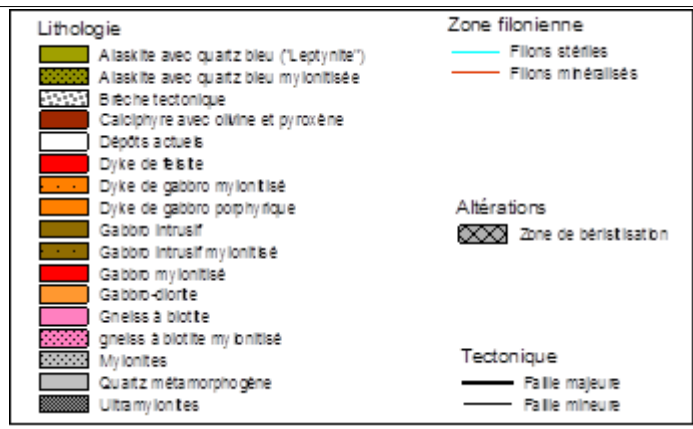 Lithologie
Alaskite avec quartz bleu ("Leptynite")
Alaskite avec quartz bleu mylonitisée
Brèche tectonique
Calciphyre avec olivine et pyroxène
Dépôts actuels
Dyke de felsite
Dyke de gabbro mylonitisé
Dyke de gabbro porphyrique
Gabbro intrusif
Gabbro intrusif mylonitisé
Gabbro mylonitisé
Gabbro-diorite
Gneiss à biotite
gneiss à biotite mylonitisé
Mylonites
Quartz métamorphogène
Ultramylonites
Zone filonienne
Filons stériles
Filons minéralisés
Altérations
Zone de béristisation
Tectonique
Faille majeure
Faille mineure